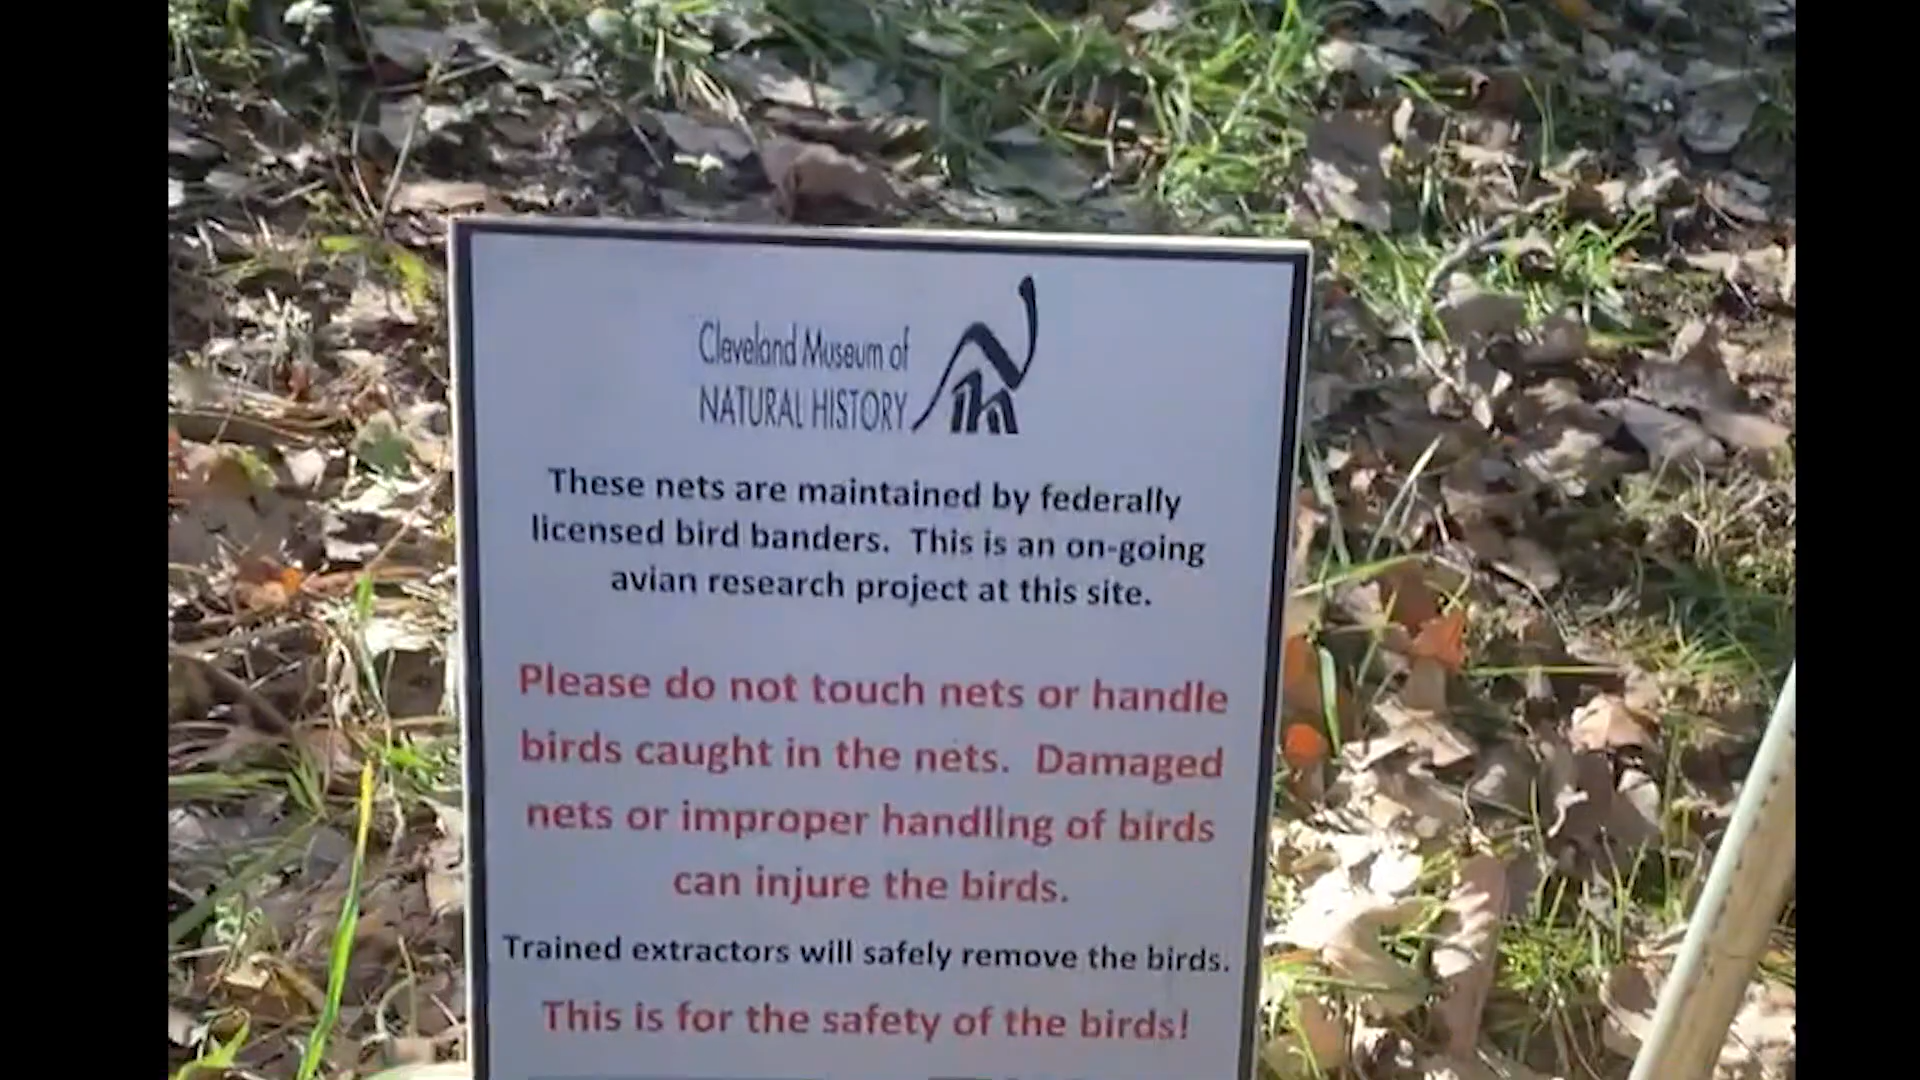 Cleveland Museum of
NATURAL HISTORY
These nets are maintained by federally
licensed bird banders. This is an on-going
avian research project at this site.
Please do not touch nets or handle
birds caught in the nets. Damaged
nets or improper handling of birds
can injure the birds.
Trained extractors will safely remove the birds.
This is for the safety of the birds!